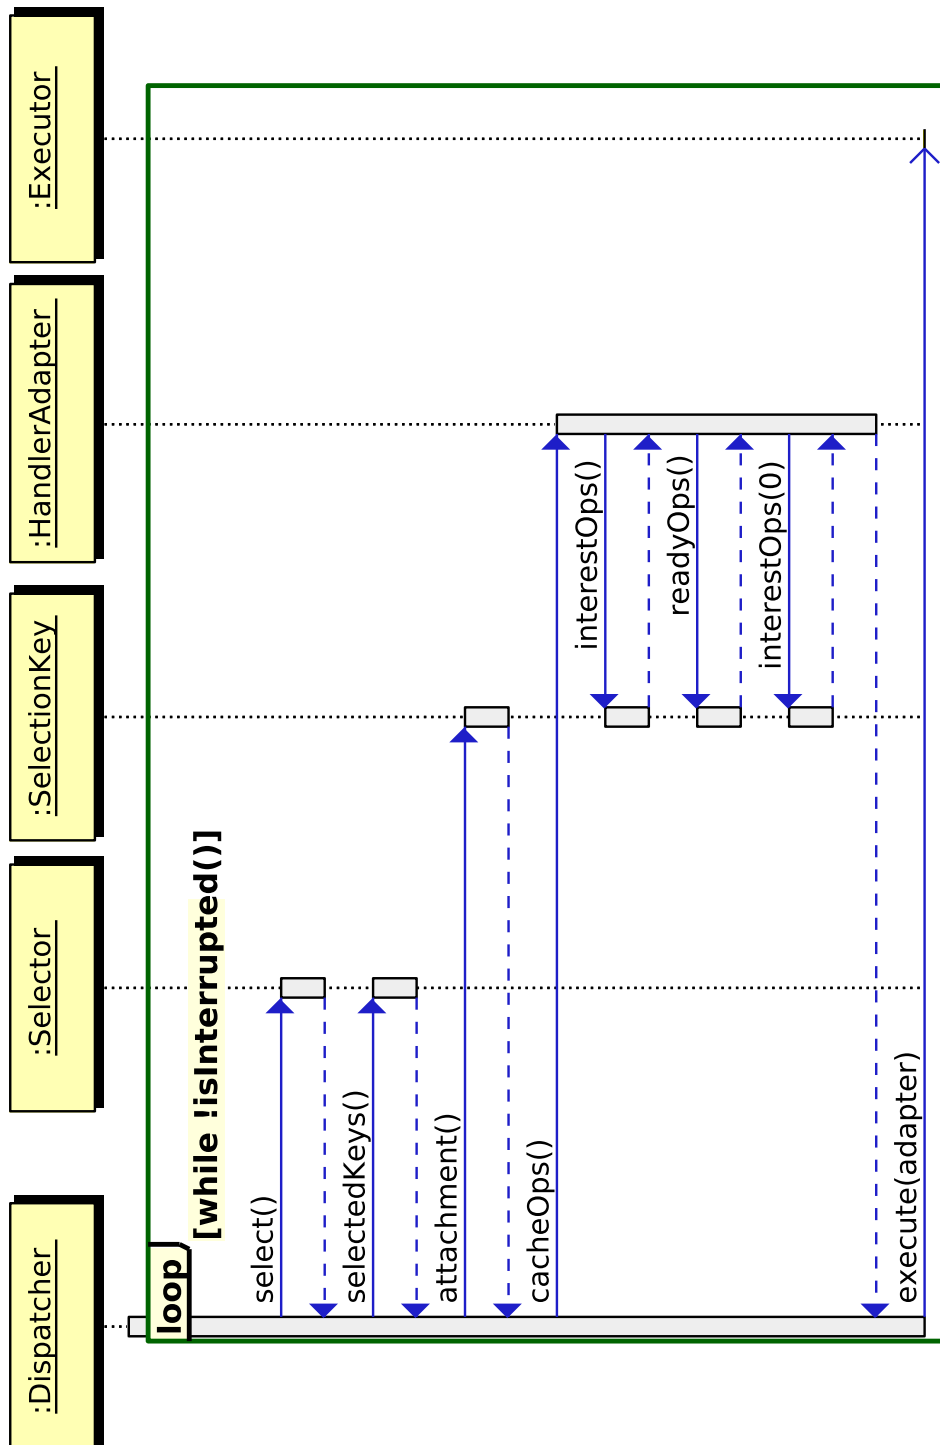 :Dispatcher
:Selector
:SelectionKey
:HandlerAdapter
:Executor
loop
[while !isInterrupted()]
select()
selectedKeys()
attachment()
cacheOps()
interestOps()
readyOps()
interestOps(0)
execute(adapter)